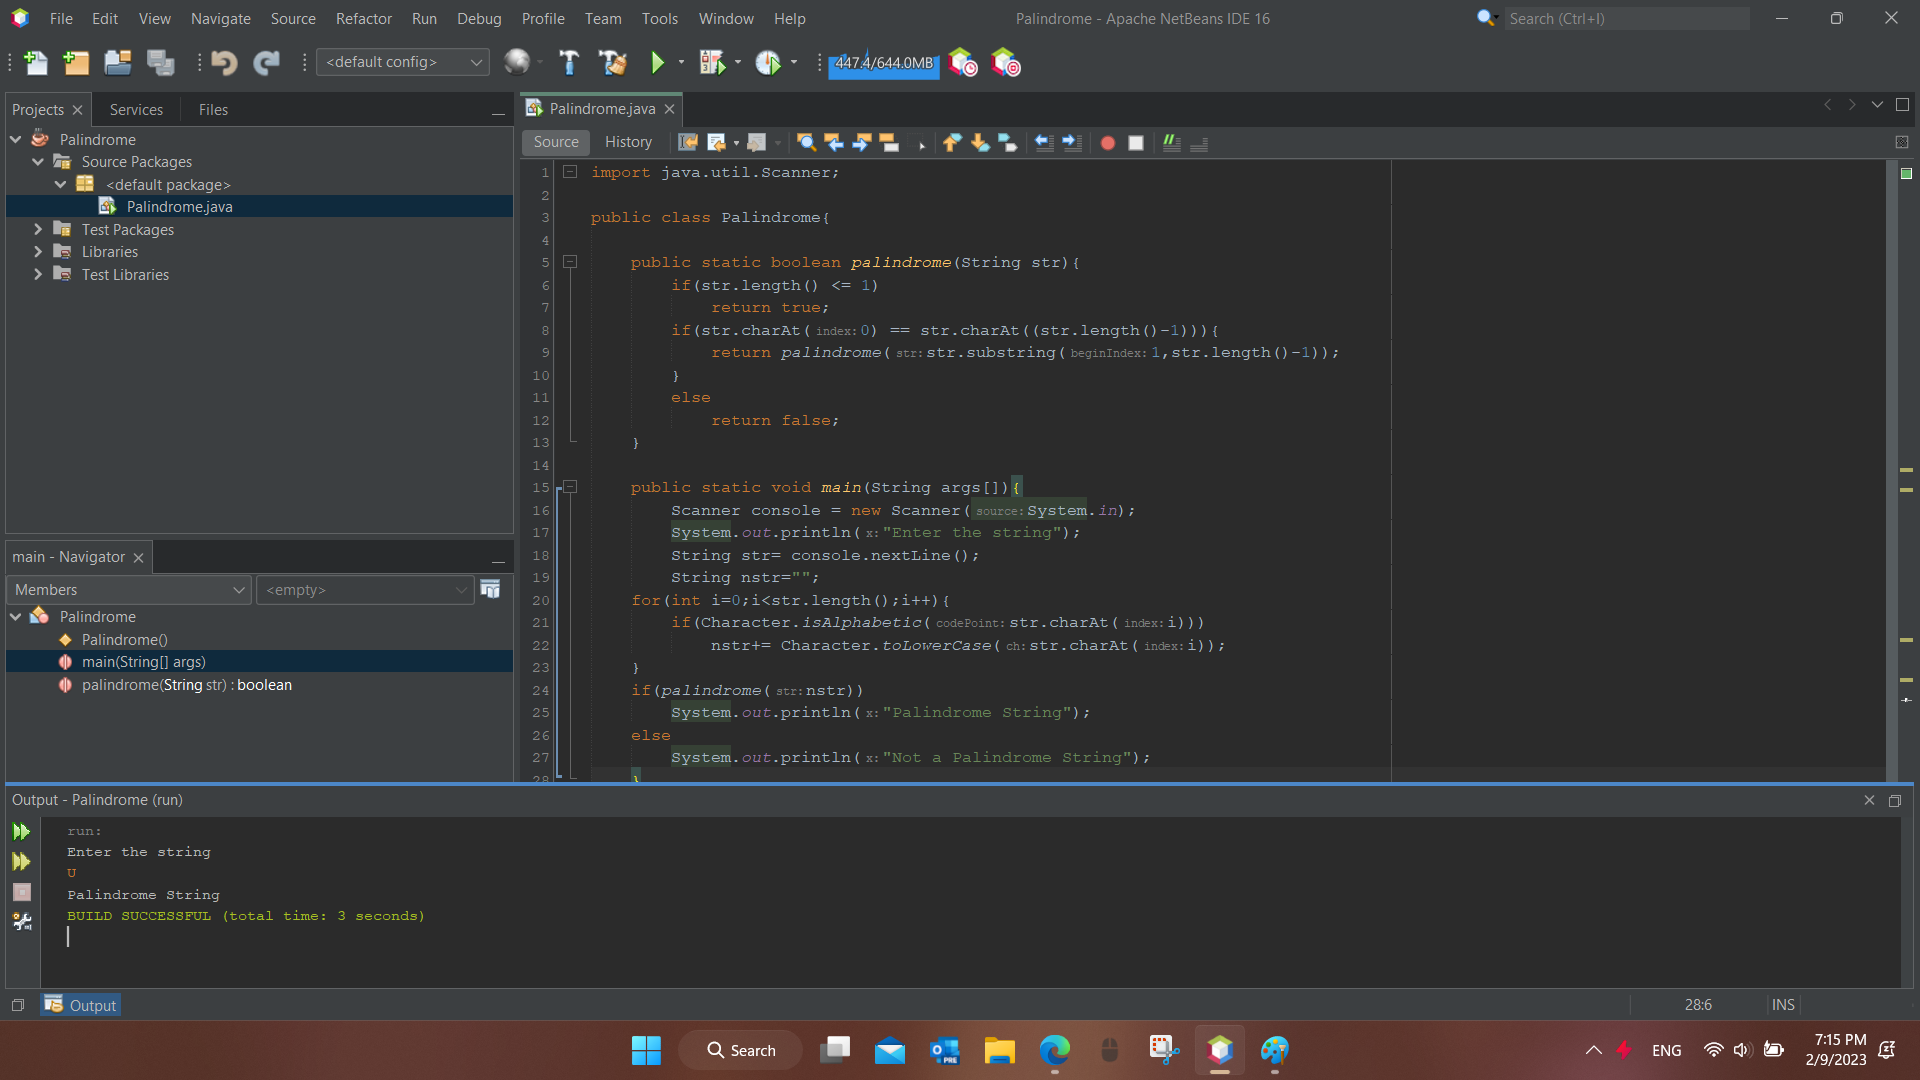 File Edit View Navigate Source Refactor Run Debug Profile Team Tools Window Help
Palindrome - Apache NetBeans IDE 16
Search (Ctrl+I)
<default config>
447.4/644.0MB
Projects
Services
Files
Palindrome
Source Packages
<default package>
Palindrome.java
Test Packages
Libraries
Test Libraries
main - Navigator
Members
<empty>
Palindrome
Palindrome()
main(String[] args)
palindrome(String str) : boolean
Palindrome.java
Source History
1 import java.util.Scanner;
2
3 public class Palindrome{
4
5 public static boolean palindrome(String str){
6 if(str.length() <= 1)
7 return true;
8 if(str.charAt( index: 0) == str.charAt((str.length()-1))){
9 return palindrome( str: str.substring( beginIndex: 1,str.length()-1));
10 }
11 else
12 return false;
13 }
14
15 public static void main(String args[]){
16 Scanner console = new Scanner( source: System.in);
17 System.out.println( x: "Enter the string");
18 String str= console.nextLine();
19 String nstr="";
20 for(int i=0;i<str.length();i++){
21 if(Character.isAlphabetic( codePoint: str.charAt( index: i)))
22 nstr+= Character.toLowerCase( ch: str.charAt( index: i));
23 }
24 if(palindrome( str: nstr))
25 System.out.println( x: "Palindrome String");
26 else
27 System.out.println( x: "Not a Palindrome String");
28 }
Output - Palindrome (run)
run:
Enter the string
U
Palindrome String
BUILD SUCCESSFUL (total time: 3 seconds)
Output
28:6
INS
Search
PRE
ENG
7:15 PM
2/9/2023